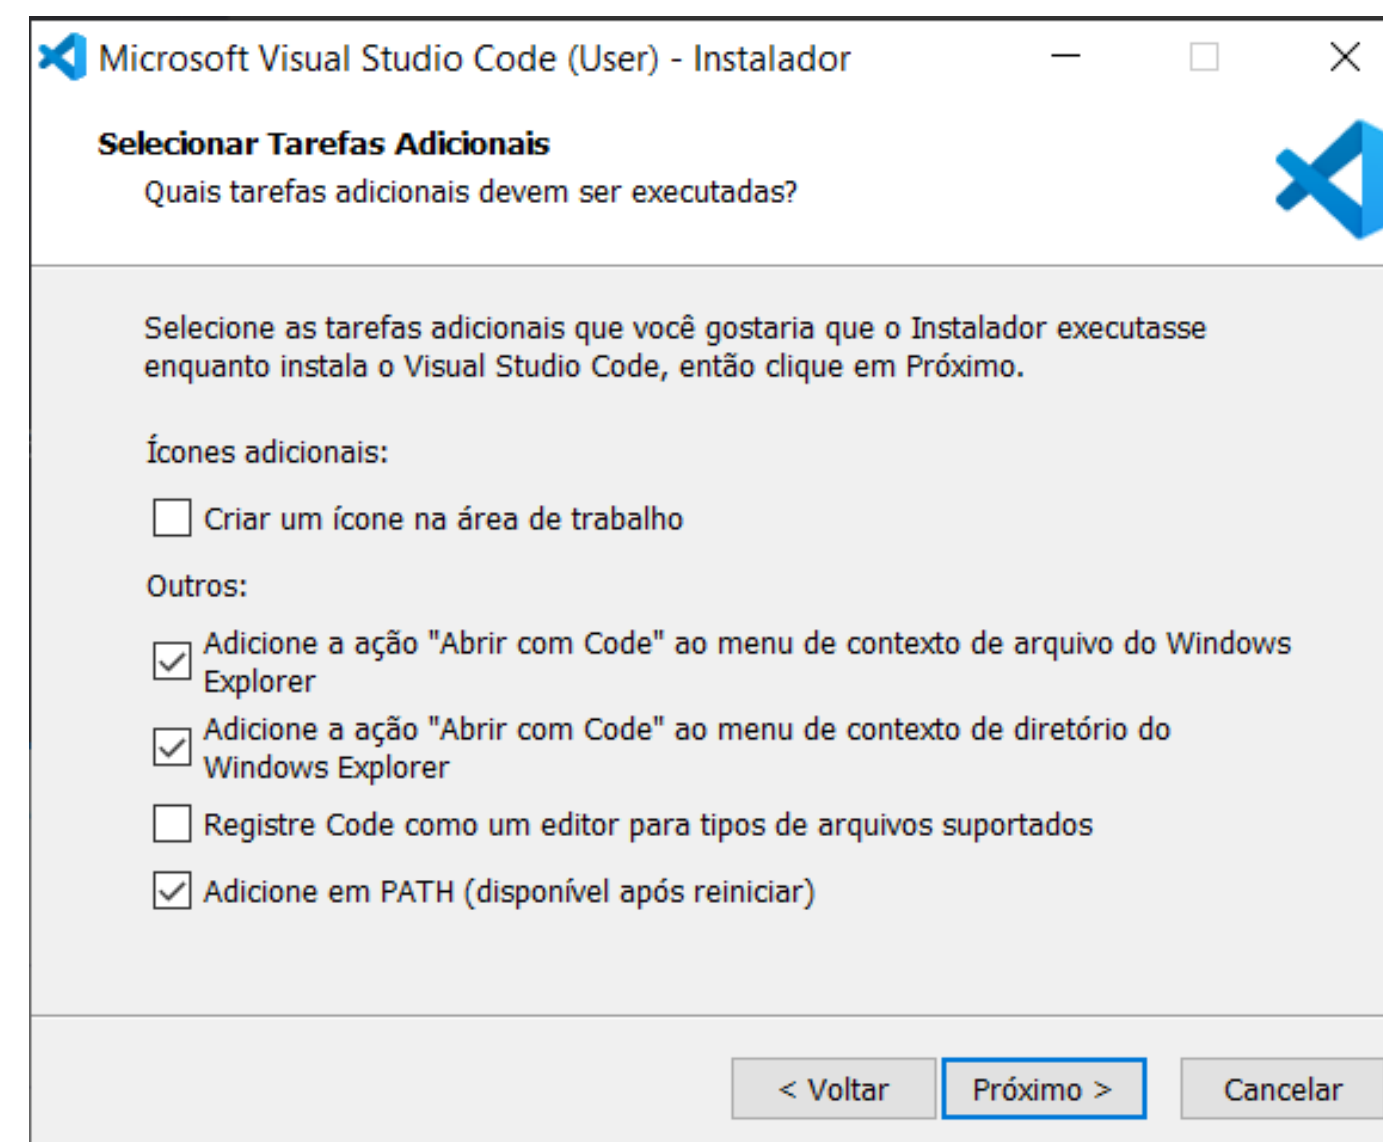 Microsoft Visual Studio Code (User) - Instalador
Selecionar Tarefas Adicionais
Quais tarefas adicionais devem ser executadas?
Selecione as tarefas adicionais que você gostaria que o Instalador executasse
enquanto instala o Visual Studio Code, então clique em Próximo.
Ícones adicionais:
Criar um ícone na área de trabalho
Outros:
Adicione a ação "Abrir com Code" ao menu de contexto de arquivo do Windows
Explorer
Adicione a ação "Abrir com Code" ao menu de contexto de diretório do
Windows Explorer
Registre Code como um editor para tipos de arquivos suportados
Adicione em PATH (disponível após reiniciar)
< Voltar
Próximo >
Cancelar